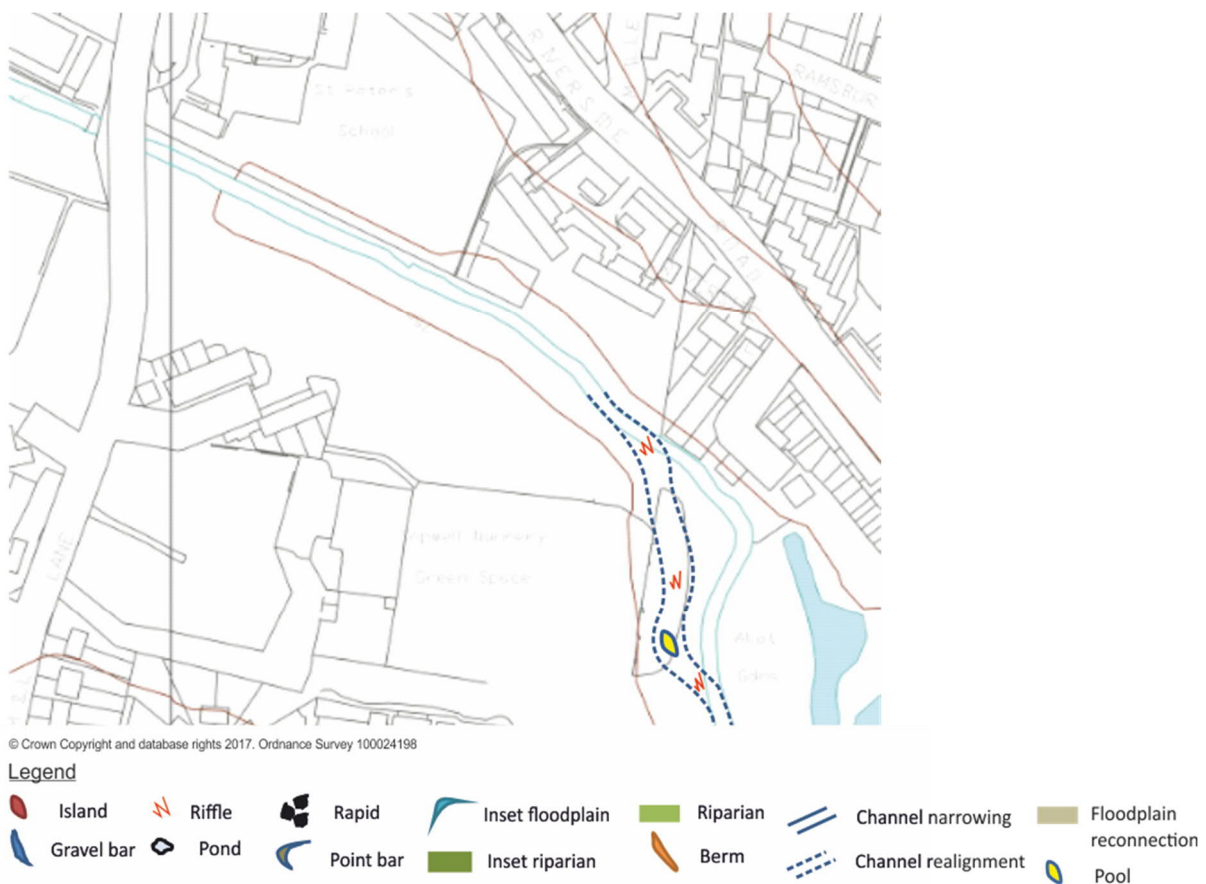 St Peter's
School
RIVERSIDE
ROAD
RAMSBUR
LANE
Green Space
Allot
Gdns
© Crown Copyright and database rights 2017. Ordnance Survey 100024198
Legend
Island
Riffle
Rapid
Inset floodplain
Riparian
Channel narrowing
Floodplain
reconnection
Gravel bar
Pond
Point bar
Inset riparian
Berm
Channel realignment
Pool